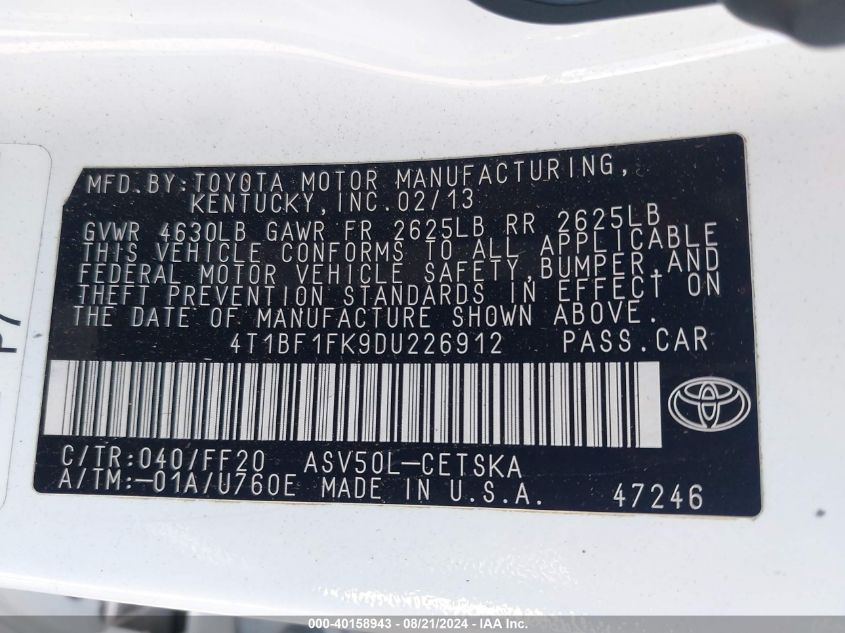 MFD.BY:TOYOTA MOTOR MANUFACTURING,
KENTUCKY,INC.02/13
GVWR 4630LB GAWR FR 2625LB RR 2625LB
THIS VEHICLE CONFORMS TO ALL APPLICABLE
FEDERAL MOTOR VEHICLE SAFETY,BUMPER,AND
THEFT PREVENTION STANDARDS IN EFFECT ON
THE DATE OF MANUFACTURE SHOWN ABOVE.
4T1BF1FK9DU226912 PASS.CAR
C/TR:040/FF20 ASV50L-CETSKA
A/TM:-01A/U760E MADE IN U.S.A. 47246
000-40158943 - 08/21/2024 - IAA Inc.